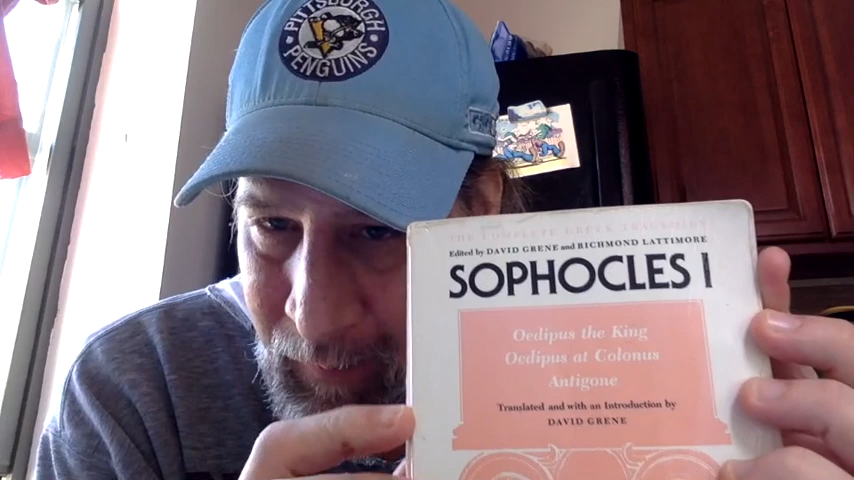 PITTSBURGH
PENGUINS
THE COMPLETE GREEK TRAGEDIES
Edited by DAVID GRENE and RICHMOND LATTIMORE
SOPHOCLES I
Oedipus the King
Oedipus at Colonus
Antigone
Translated and with an Introduction by
DAVID GRENE